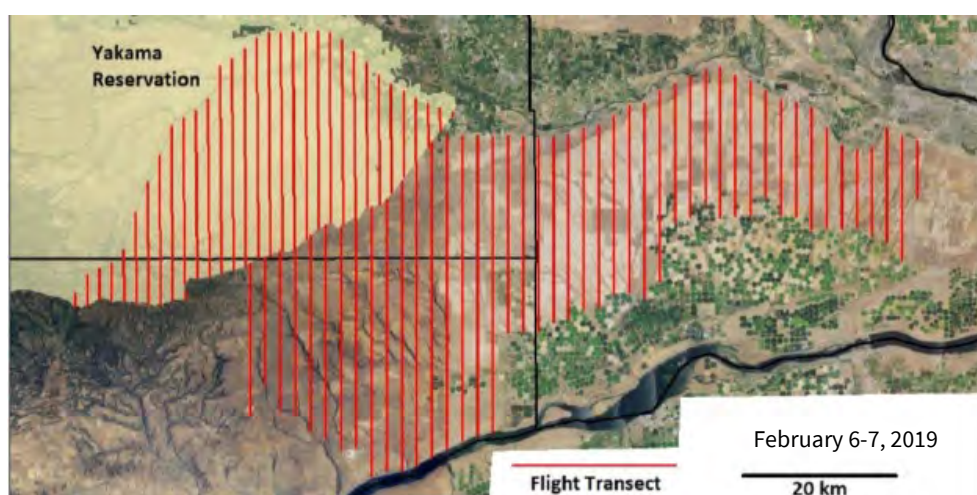 Yakama
Reservation
February 6-7, 2019
Flight Transect
20 km